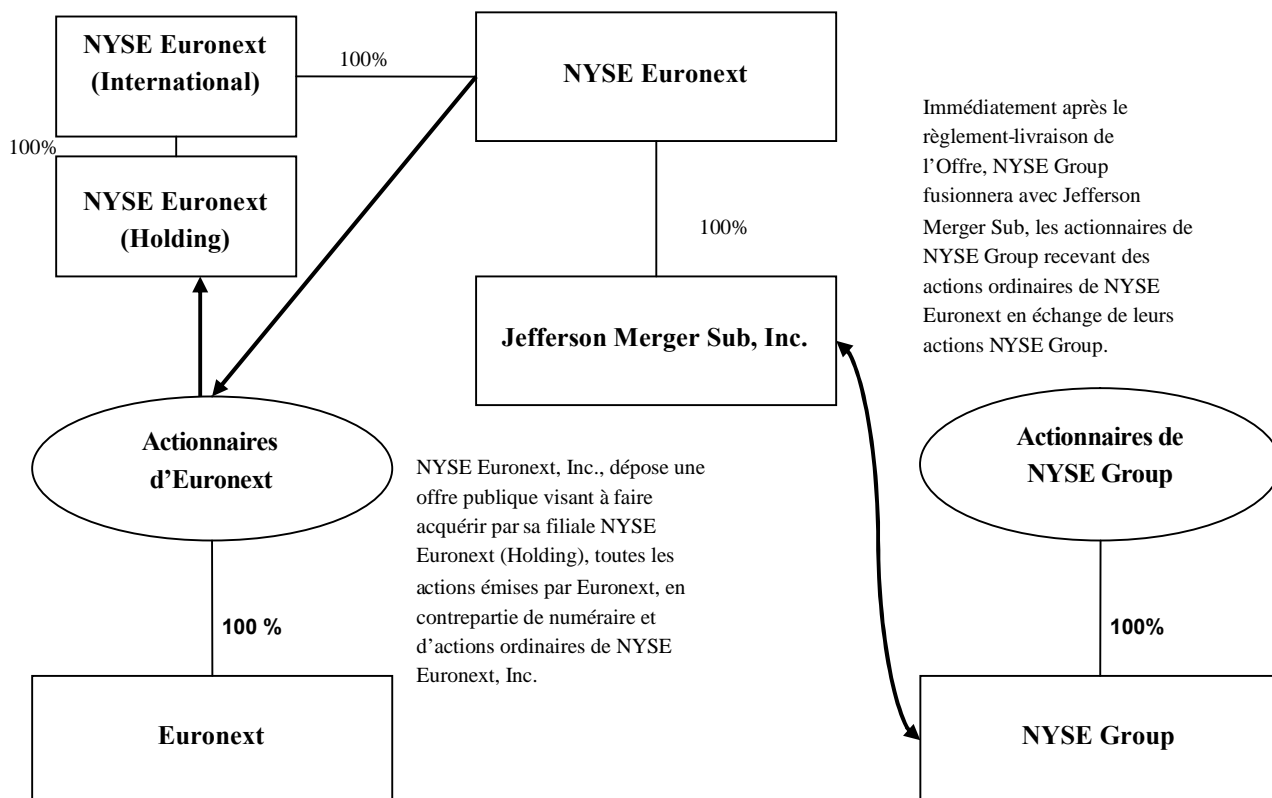 NYSE Euronext
(International)
100%
NYSE Euronext
100%
NYSE Euronext
(Holding)
100%
Jefferson Merger Sub, Inc.
Immédiatement après le
règlement-livraison de
l’Offre, NYSE Group
fusionnera avec Jefferson
Merger Sub, les actionnaires de
NYSE Group recevant des
actions ordinaires de NYSE
Euronext en échange de leurs
actions NYSE Group.
Actionnaires
d’Euronext
NYSE Euronext, Inc., dépose une
offre publique visant à faire
acquérir par sa filiale NYSE
Euronext (Holding), toutes les
actions émises par Euronext, en
contrepartie de numéraire et
d’actions ordinaires de NYSE
Euronext, Inc.
Actionnaires de
NYSE Group
100 %
100%
Euronext
NYSE Group